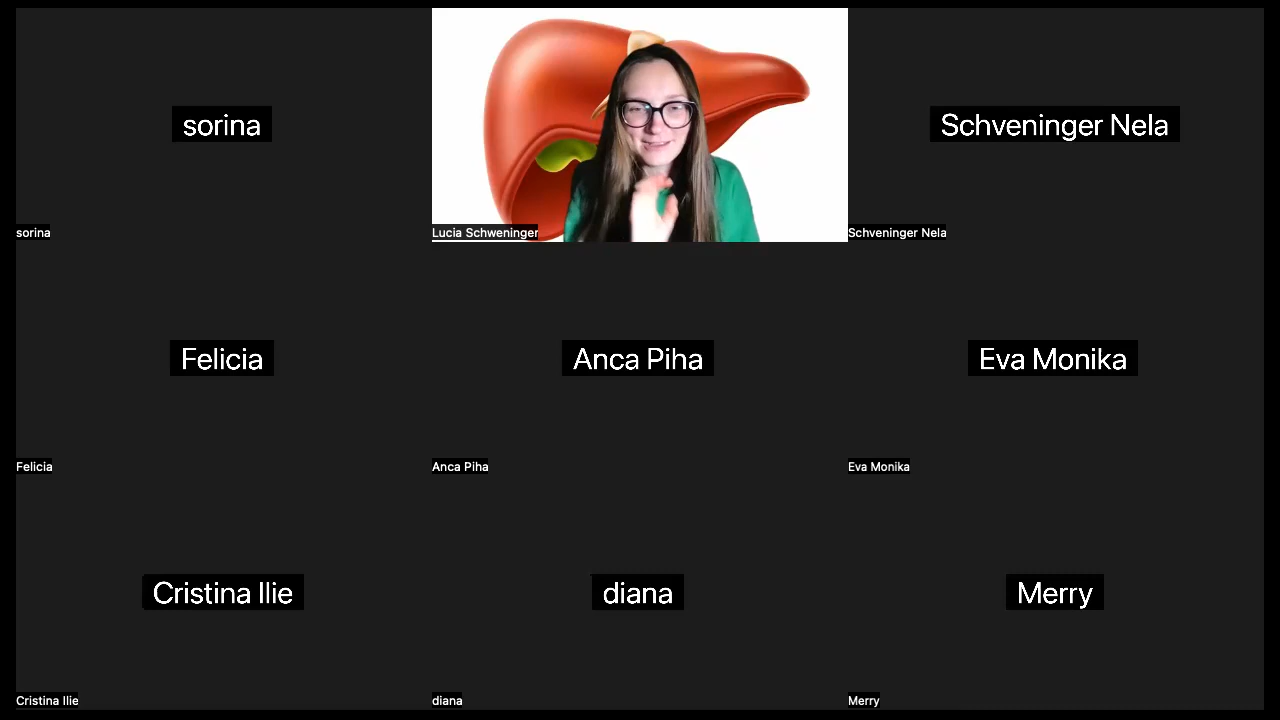 sorina
Schveninger Nela
sorina
Lucia Schweninger
Schveninger Nela
Felicia
Anca Piha
Eva Monika
Felicia
Anca Piha
Eva Monika
Cristina Ilie
diana
Merry
Cristina Ilie
diana
Merry